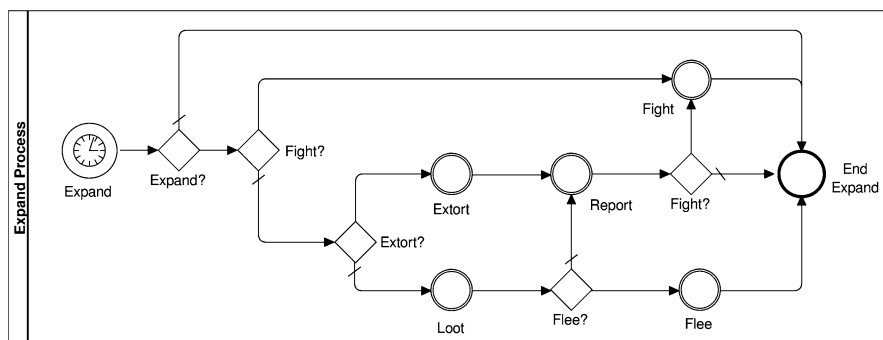 Expand Process
Expand
Expand?
Fight?
Extort?
Extort
Loot
Report
Flee?
Fight
Fight?
Flee
End
Expand